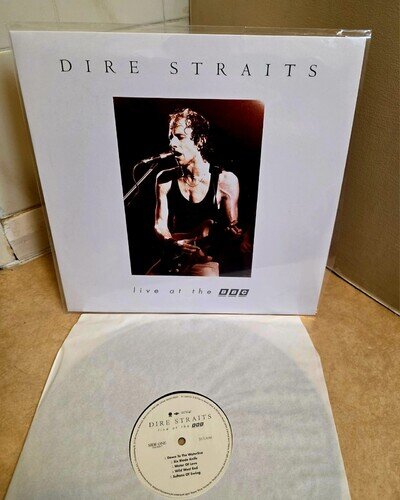 DIRE STRAITS
live at the BBC
DIRE STRAITS
live at the BBC
SIDE ONE
Down To The Waterline
Six Blade Knife
Water Of Love
Wild West End
Sultans Of Swing